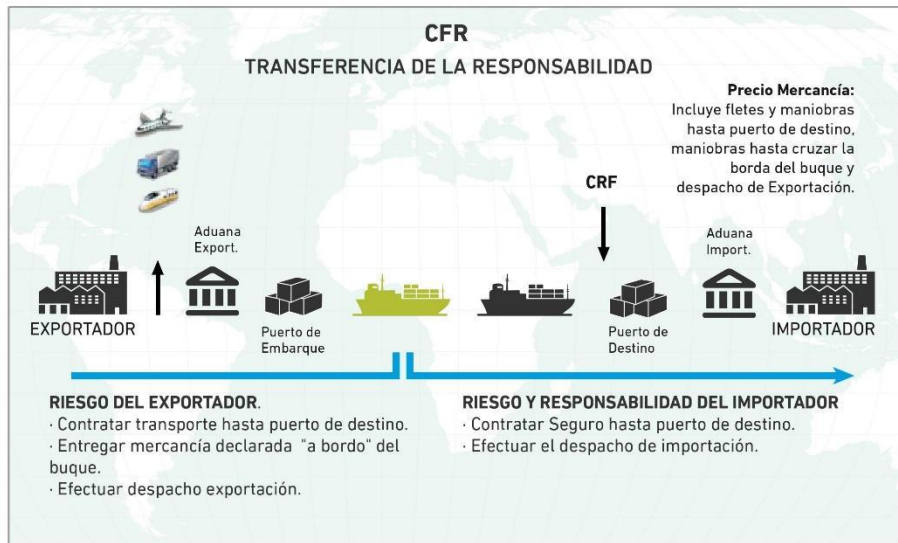 CFR
TRANSFERENCIA DE LA RESPONSABILIDAD
Precio Mercancía:
Incluye fletes y maniobras
hasta puerto de destino,
maniobras hasta cruzar la
borda del buque y
despacho de Exportación.
CRF
Aduana
Export.
Aduana
Import.
EXPORTADOR
Puerto de
Embarque
Puerto de
Destino
IMPORTADOR
RIESGO DEL EXPORTADOR.
· Contratar transporte hasta puerto de destino.
· Entregar mercancía declarada "a bordo" del
buque.
· Efectuar despacho exportación.
RIESGO Y RESPONSABILIDAD DEL IMPORTADOR
· Contratar Seguro hasta puerto de destino.
· Efectuar el despacho de importación.